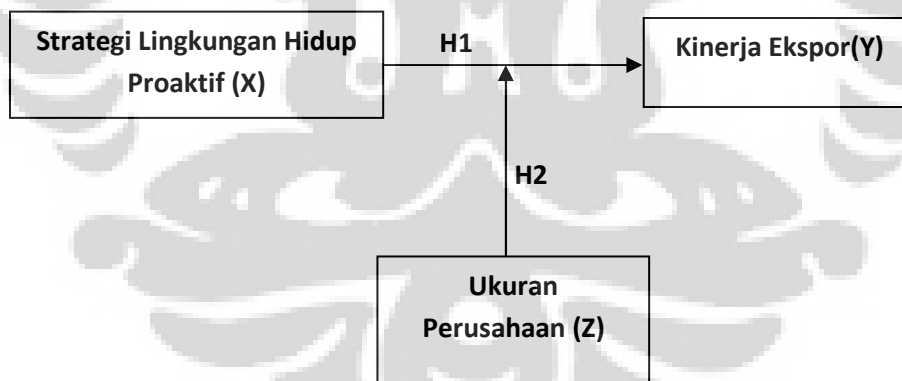 Strategi Lingkungan Hidup
Proaktif (X)
H1
Kinerja Ekspor(Y)
H2
Ukuran
Perusahaan (Z)